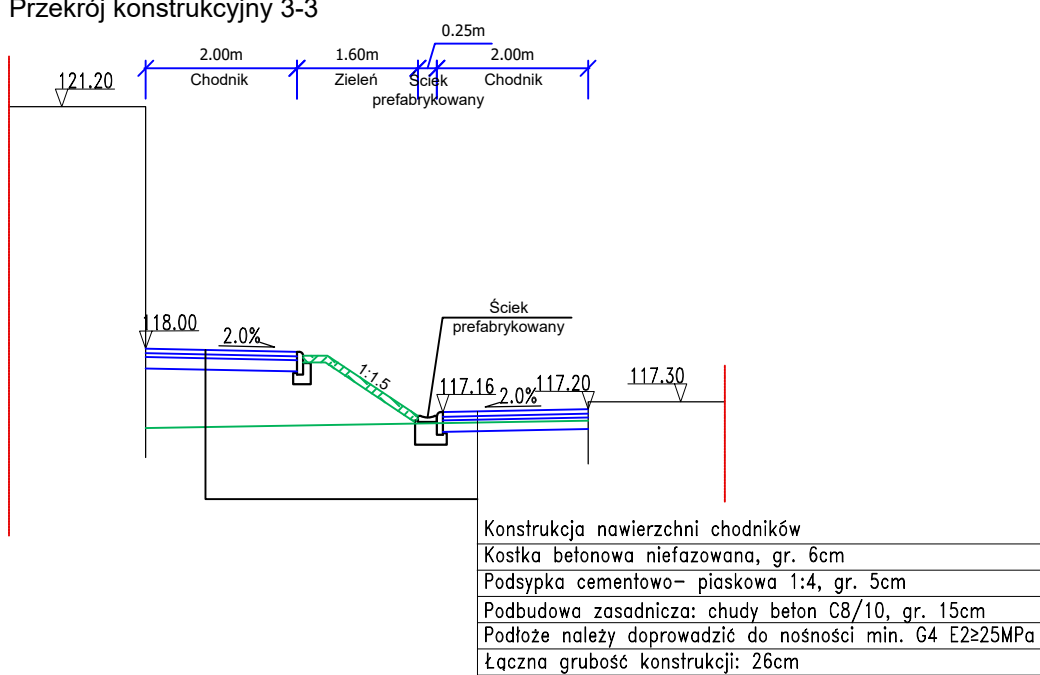 Przekrój konstrukcyjny 3-3
0.25m
2.00m
1.60m
2.00m
Chodnik
Zieleń
Ściek
prefabrykowany
Chodnik
121.20
118.00
2.0%
1:1.5
Ściek
prefabrykowany
117.16
2.0%
117.20
117.30
Konstrukcja nawierzchni chodników
Kostka betonowa niefazowana, gr. 6cm
Podsypka cementowo- piaskowa 1:4, gr. 5cm
Podbudowa zasadnicza: chudy beton C8/10, gr. 15cm
Podłoże należy doprowadzić do nośności min. G4 E2≥25MPa
Łączna grubość konstrukcji: 26cm